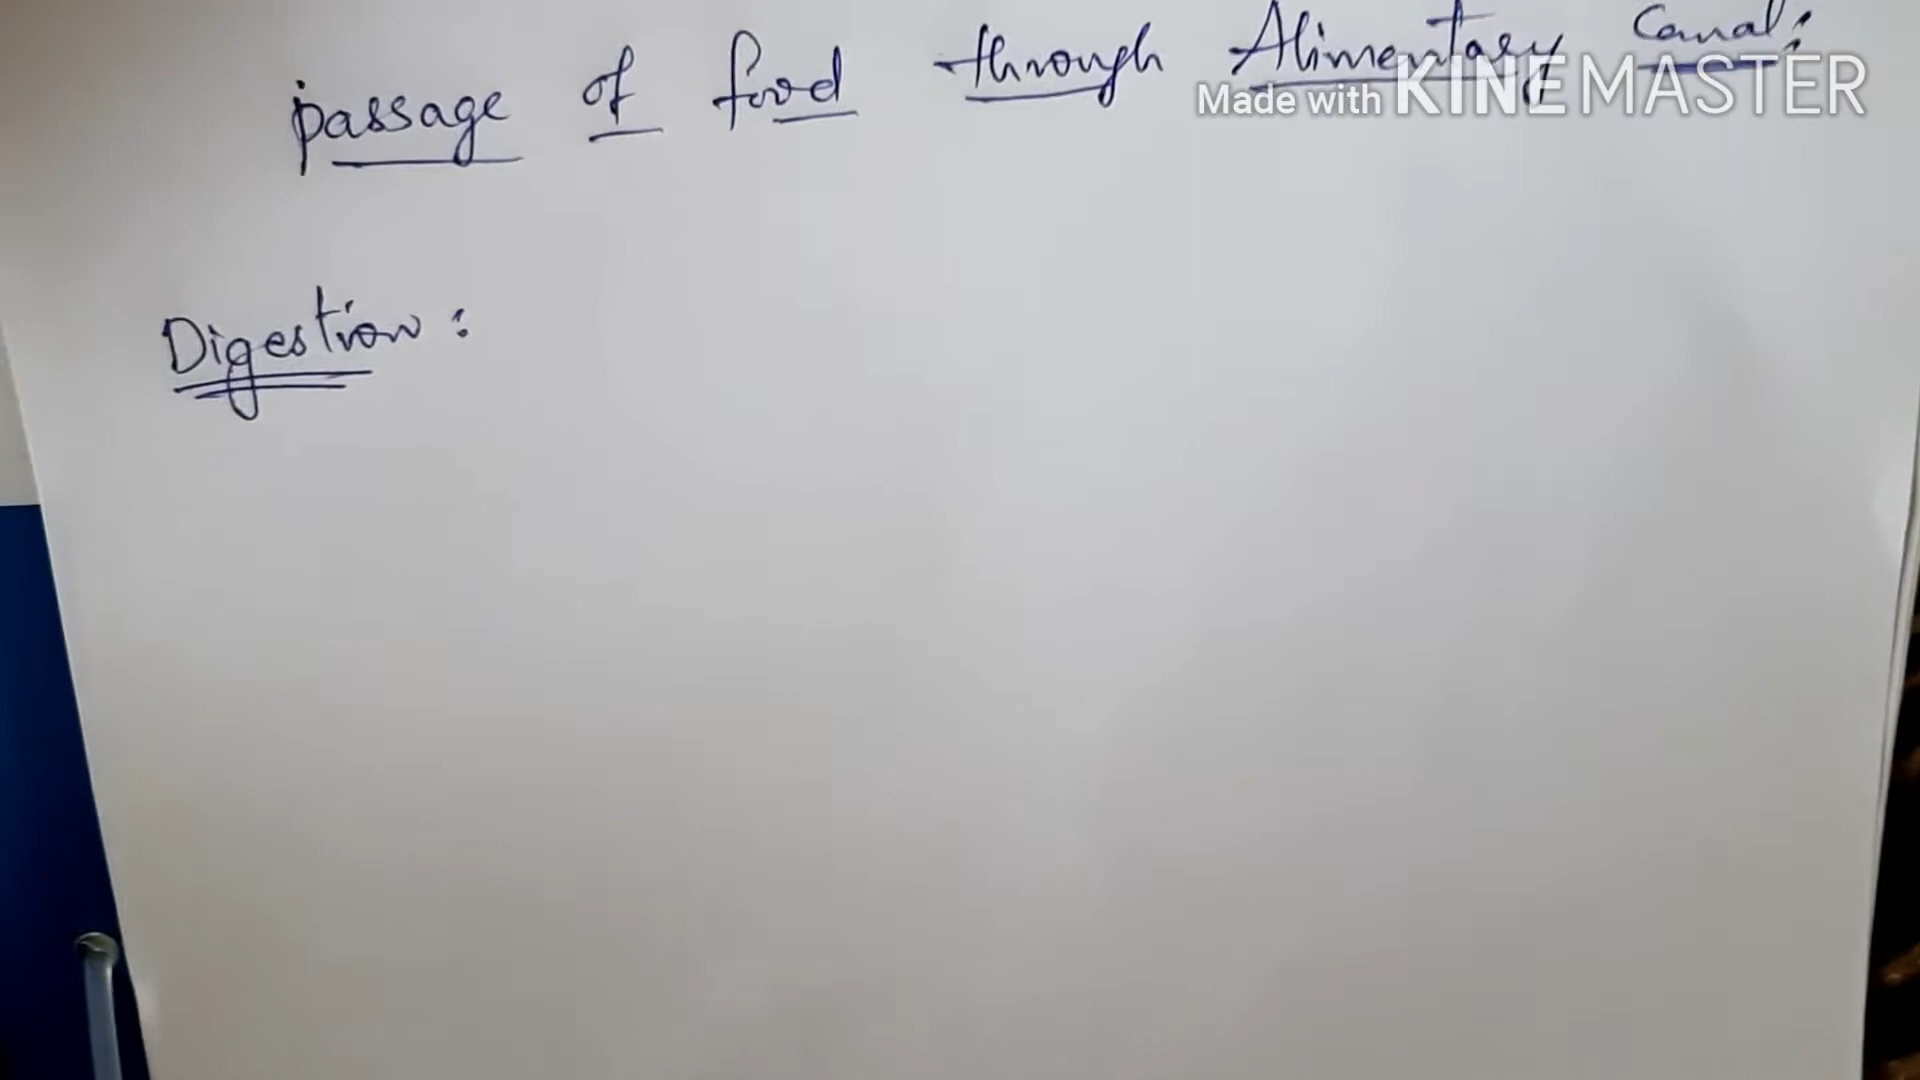 passage of food through Alimentary Canal:
Made with KINEMASTER
Digestion: